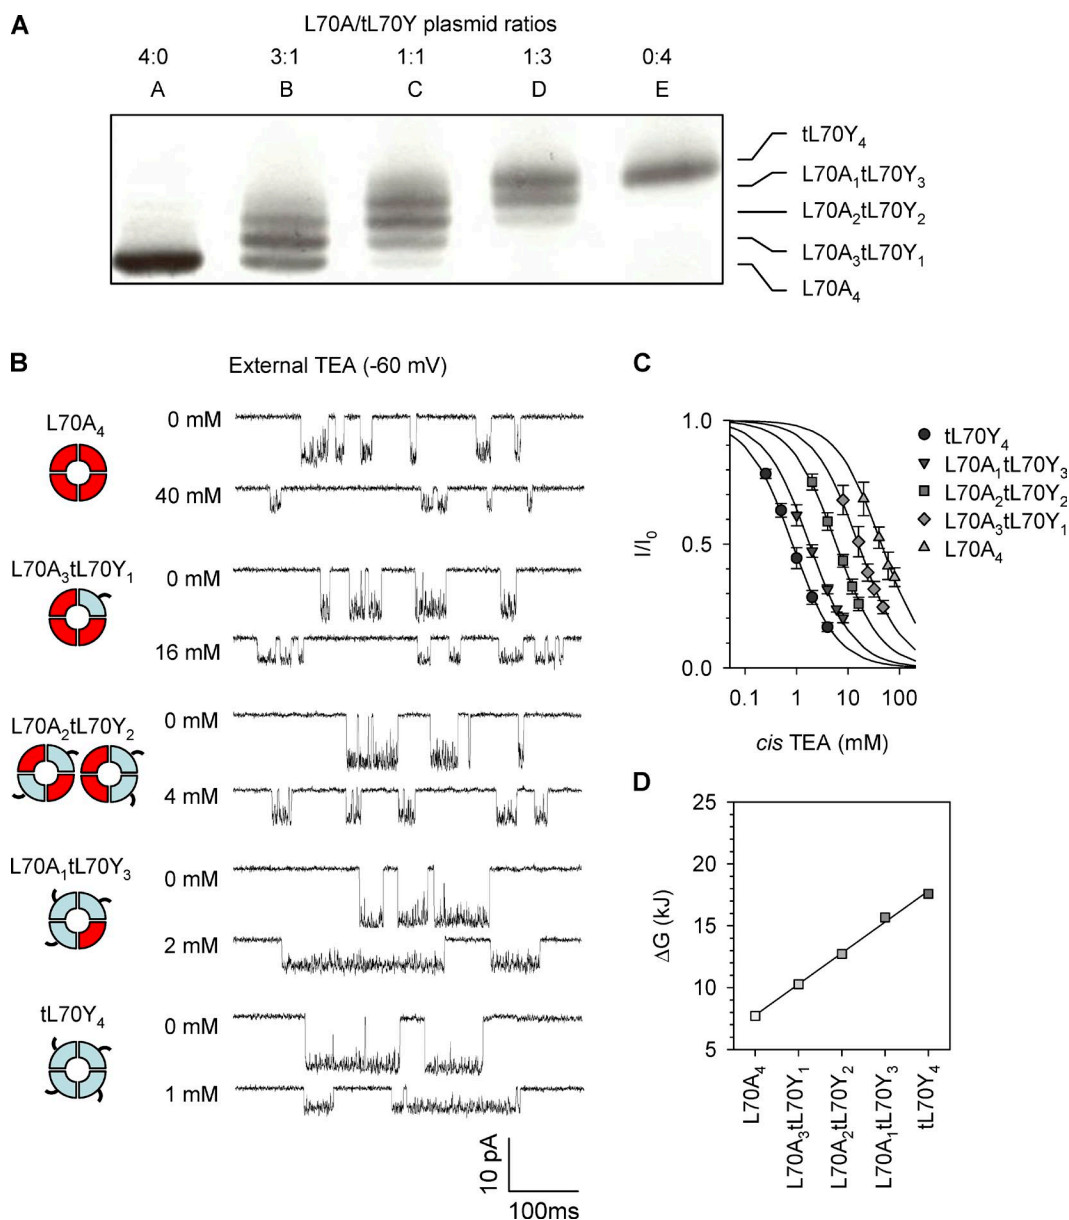 A
L70A/tL70Y plasmid ratios
4:0 3:1 1:1 1:3 0:4
A B C D E
tL70Y₄
L70A₁tL70Y₃
L70A₂tL70Y₂
L70A₃tL70Y₁
L70A₄
B
External TEA (-60 mV)
L70A₄
0 mM
40 mM
L70A₃tL70Y₁
0 mM
16 mM
L70A₂tL70Y₂
0 mM
4 mM
L70A₁tL70Y₃
0 mM
2 mM
tL70Y₄
0 mM
1 mM
10 pA
100ms
C
1.0
0.5
0.0
I/I₀
0.1 1 10 100
cis TEA (mM)
tL70Y₄
L70A₁tL70Y₃
L70A₂tL70Y₂
L70A₃tL70Y₁
L70A₄
D
25
20
15
10
5
ΔG (kJ)
L70A₄
L70A₃tL70Y₁
L70A₂tL70Y₂
L70A₁tL70Y₃
tL70Y₄